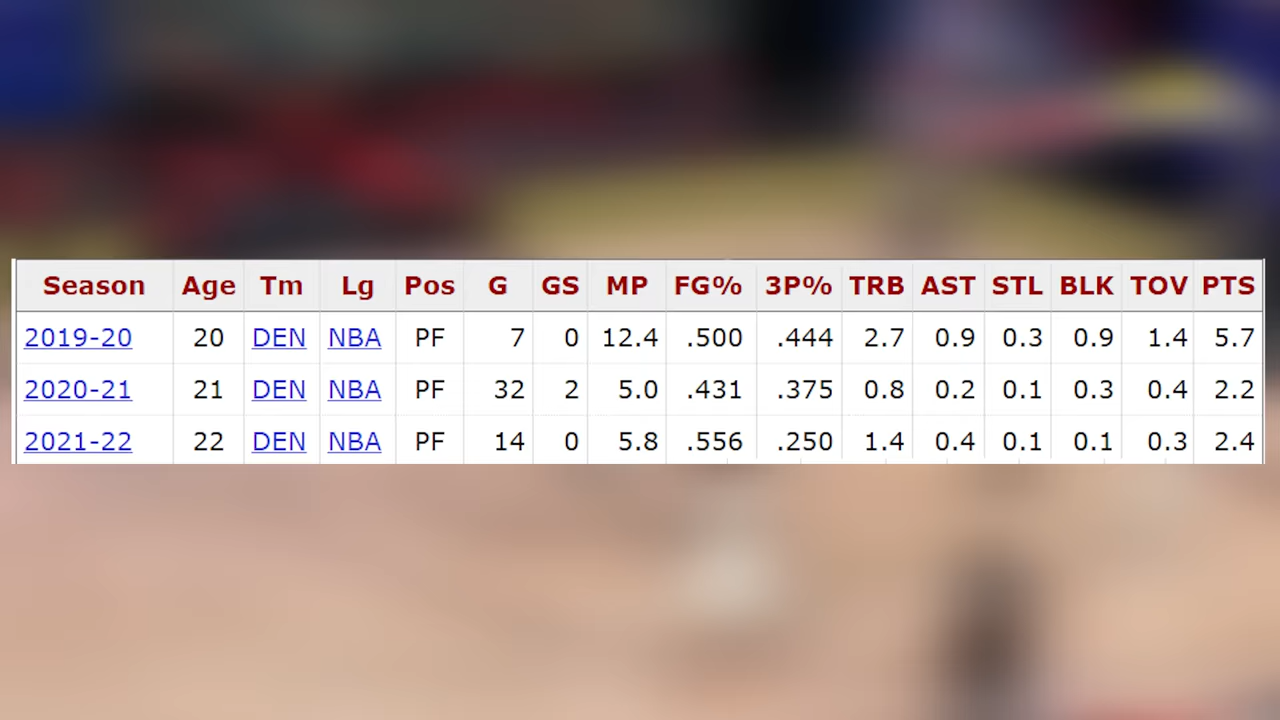 Season Age Tm Lg Pos G GS MP FG% 3P% TRB AST STL BLK TOV PTS
2019-20 20 DEN NBA PF 7 0 12.4 .500 .444 2.7 0.9 0.3 0.9 1.4 5.7
2020-21 21 DEN NBA PF 32 2 5.0 .431 .375 0.8 0.2 0.1 0.3 0.4 2.2
2021-22 22 DEN NBA PF 14 0 5.8 .556 .250 1.4 0.4 0.1 0.1 0.3 2.4